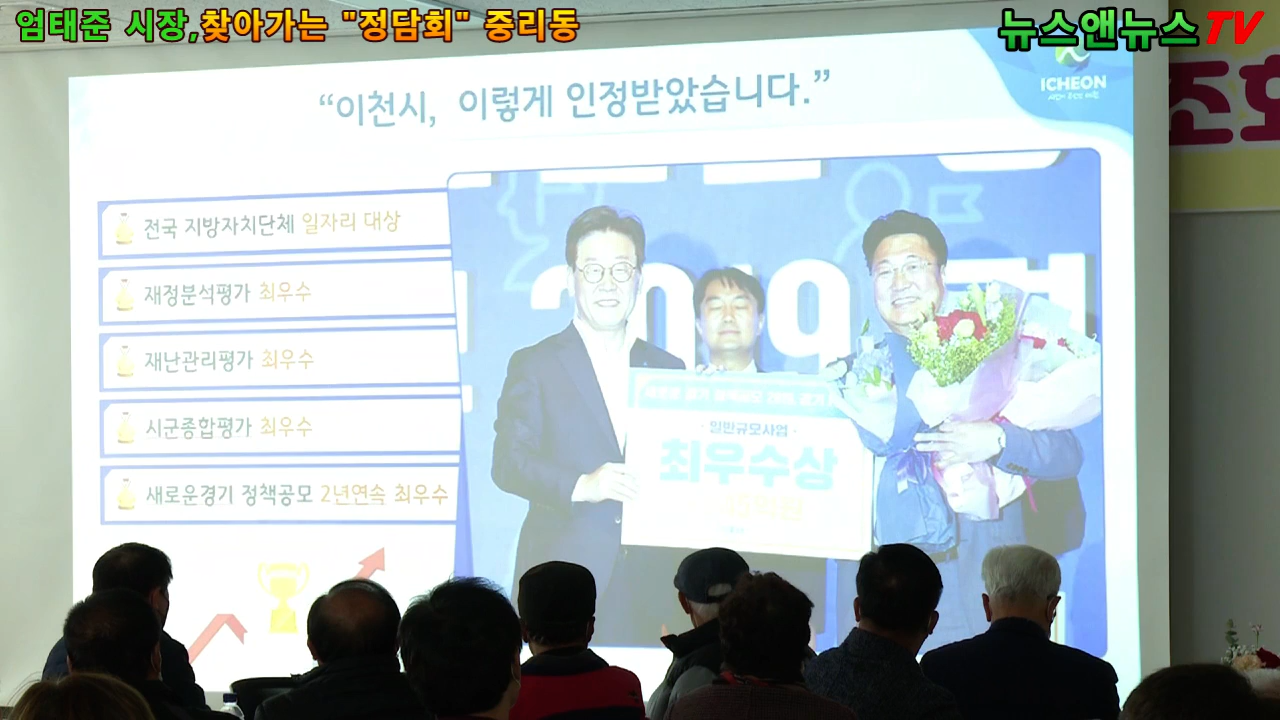 엄태준 시장,찾아가는 "정담회" 중리동
뉴스앤뉴스TV
ICHEON
조회
“이천시, 이렇게 인정받았습니다.”
전국 지방자치단체 일자리 대상
재정분석평가 최우수
재난관리평가 최우수
시군종합평가 최우수
새로운경기 정책공모 2년연속 최우수
2019
- 일반규모사업 -
최우수상